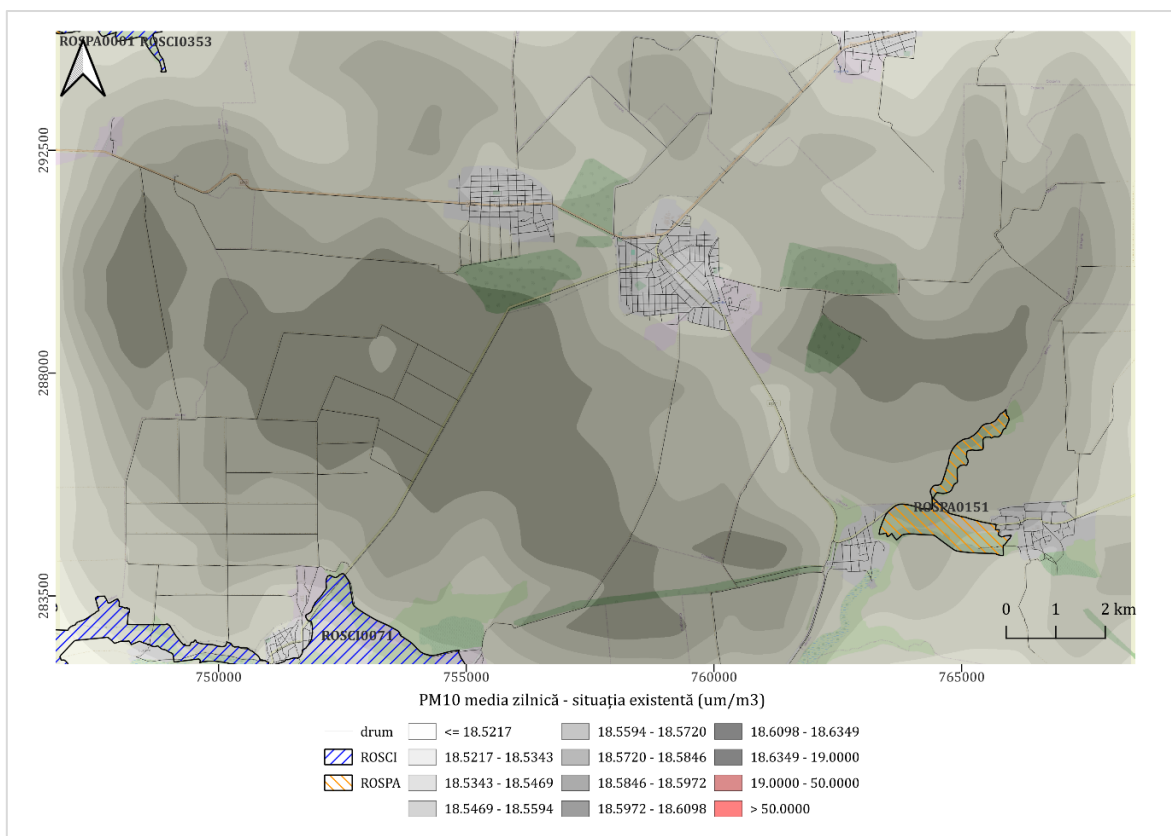 ROSPA0001 ROSCI0353
292500
288000
283500
ROSPA0151
ROSCI0071
0 1 2 km
750000 755000 760000 765000
PM10 media zilnică - situația existentă (um/m3)
drum <= 18.5217 18.5594 - 18.5720 18.6098 - 18.6349
ROSCI 18.5217 - 18.5343 18.5720 - 18.5846 18.6349 - 19.0000
ROSPA 18.5343 - 18.5469 18.5846 - 18.5972 19.0000 - 50.0000
18.5469 - 18.5594 18.5972 - 18.6098 > 50.0000